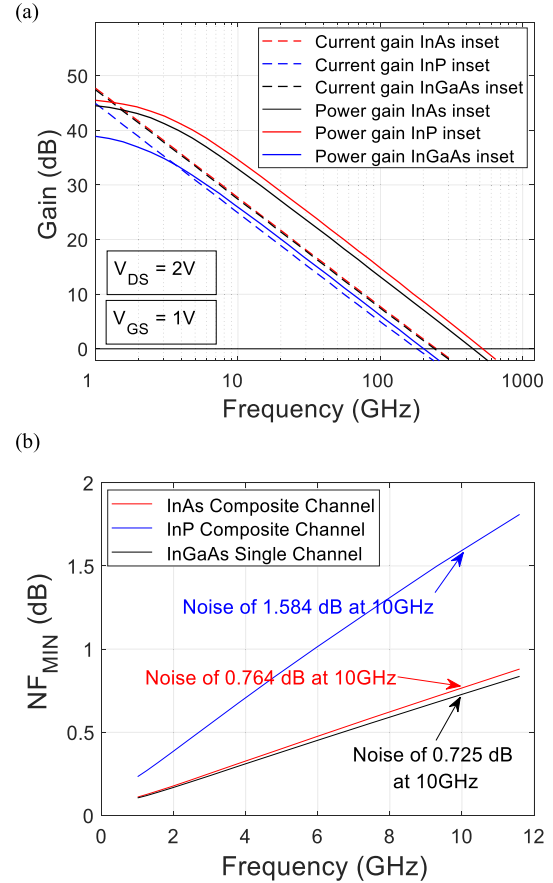 (a)
Current gain InAs inset
Current gain InP inset
Current gain InGaAs inset
Power gain InAs inset
Power gain InP inset
Power gain InGaAs inset
50
40
30
20
10
0
Gain (dB)
V_DS = 2V
V_GS = 1V
1 10 100 1000
Frequency (GHz)
(b)
InAs Composite Channel
InP Composite Channel
InGaAs Single Channel
2
1.5
1
0.5
0
NF_MIN (dB)
Noise of 1.584 dB at 10GHz
Noise of 0.764 dB at 10GHz
Noise of 0.725 dB
at 10GHz
0 2 4 6 8 10 12
Frequency (GHz)